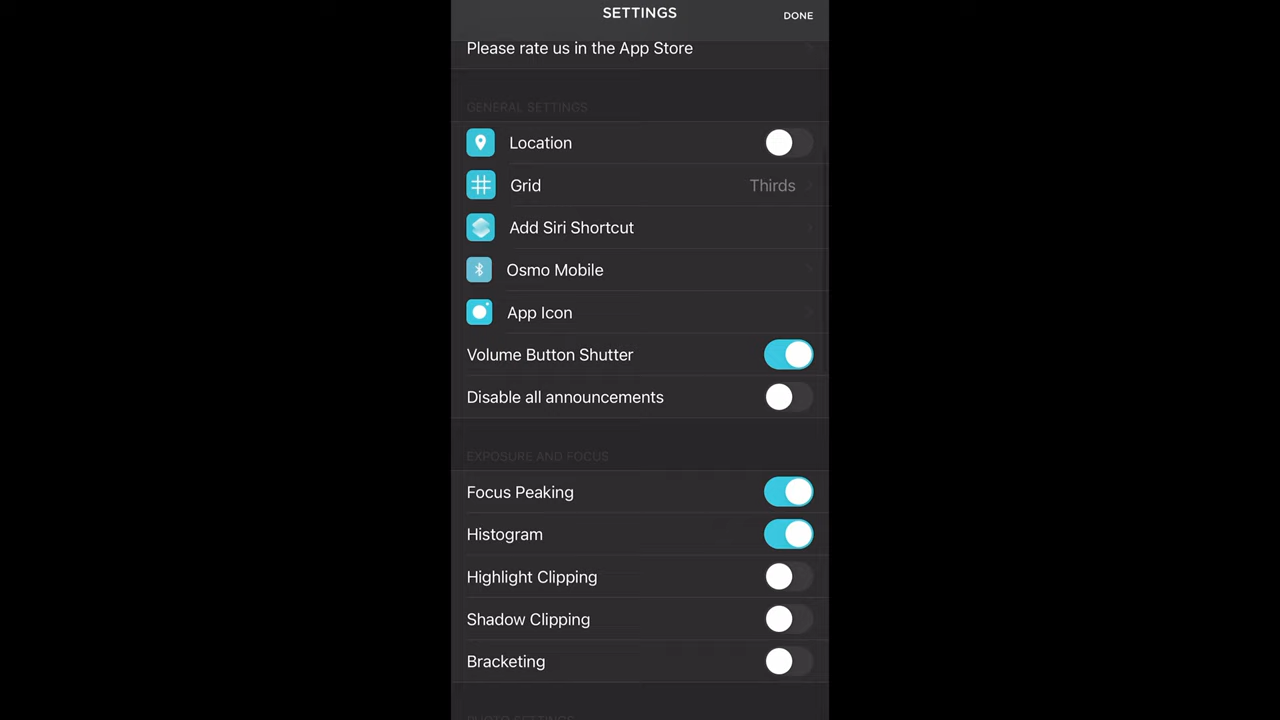 SETTINGS
DONE
Please rate us in the App Store
GENERAL SETTINGS
Location
Grid Thirds
Add Siri Shortcut
Osmo Mobile
App Icon
Volume Button Shutter
Disable all announcements
EXPOSURE AND FOCUS
Focus Peaking
Histogram
Highlight Clipping
Shadow Clipping
Bracketing
PHOTO SETTINGS